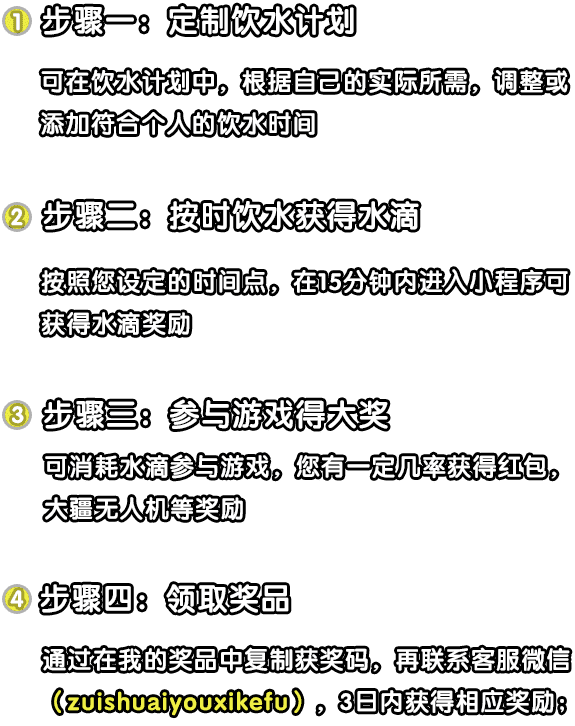 1 步骤一：定制饮水计划
可在饮水计划中，根据自己的实际所需，调整或
添加符合个人的饮水时间
2 步骤二：按时饮水获得水滴
按照您设定的时间点，在15分钟内进入小程序可
获得水滴奖励
3 步骤三：参与游戏得大奖
可消耗水滴参与游戏，您有一定几率获得红包，
大疆无人机等奖励
4 步骤四：领取奖品
通过在我的奖品中复制获奖码，再联系客服微信
（zuishuaiyouxikefu），3日内获得相应奖励；